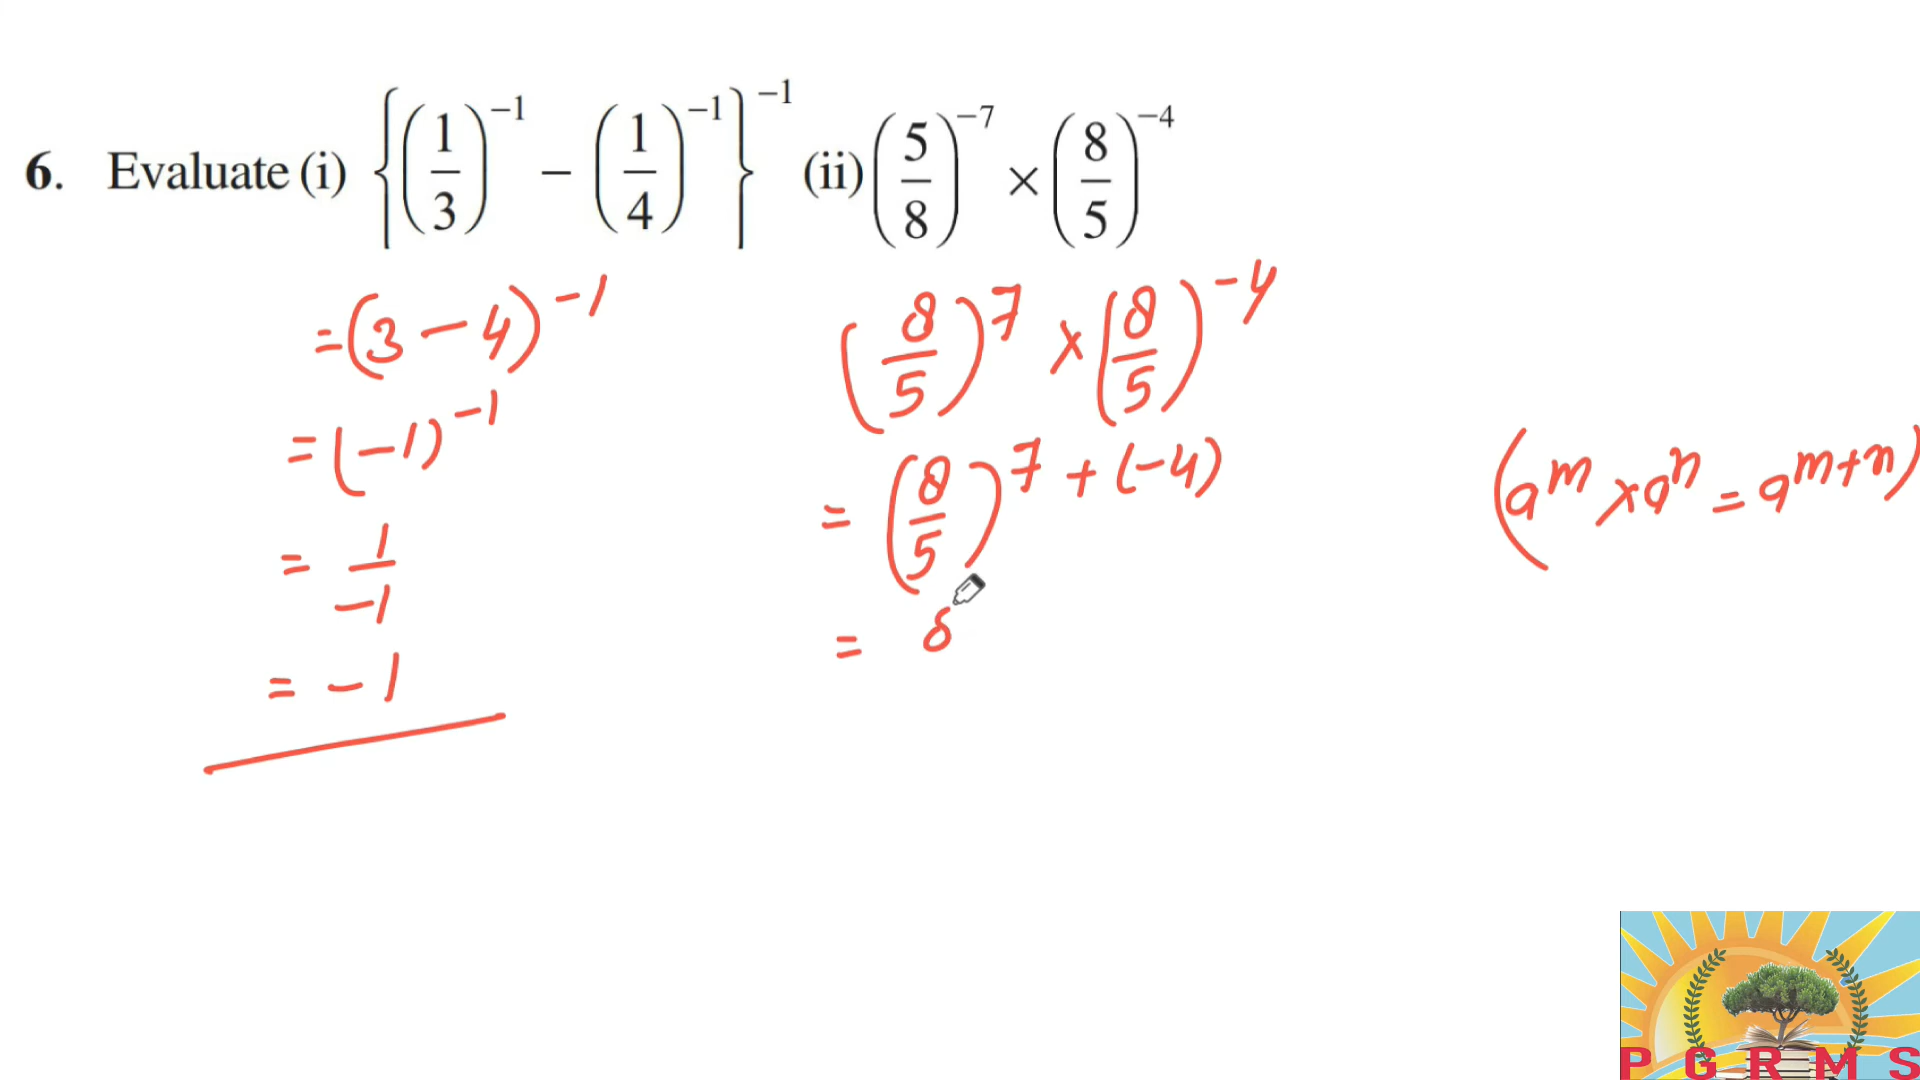 6. Evaluate (i) {(1/3)^−1 − (1/4)^−1}^−1 (ii) (5/8)^−7 × (8/5)^−4
= (3 − 4)^−1
= (−1)^−1
= 1/−1
= −1
(8/5)^7 × (8/5)^−4
= (8/5)^7 + (−4)
= 8
(a^m × a^n = a^m+n)
PGRMS